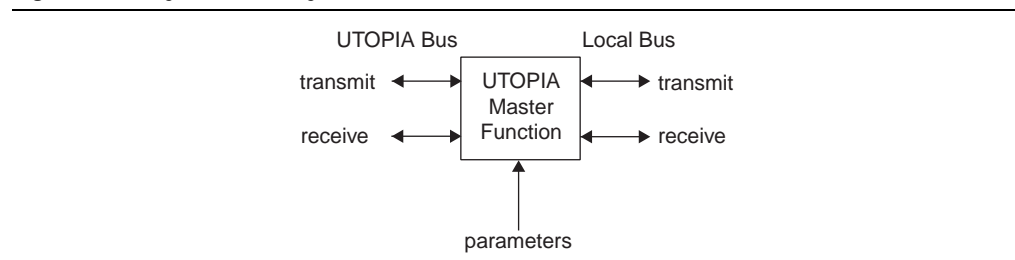 UTOPIA Bus
Local Bus
transmit
UTOPIA
Master
Function
transmit
receive
receive
parameters